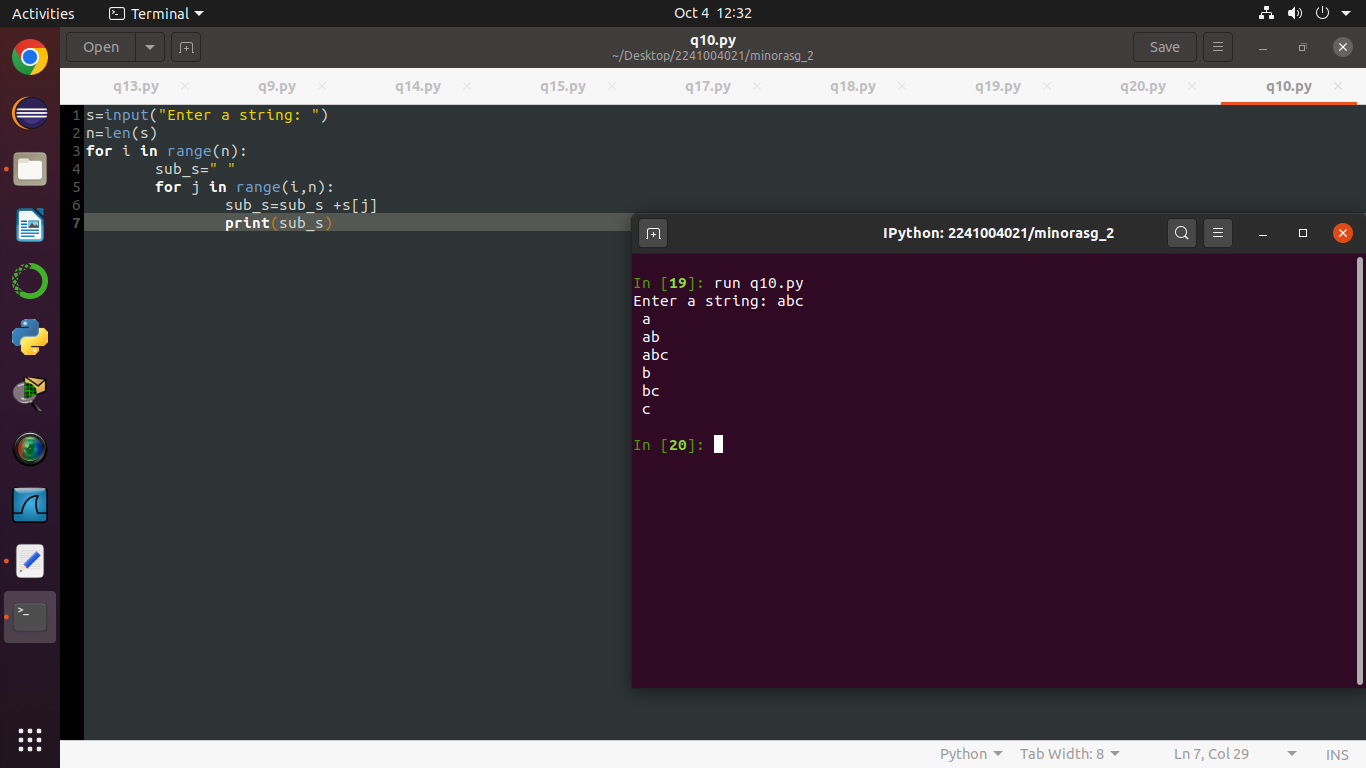 Activities Terminal Oct 4 12:32
Open q10.py Save
~/Desktop/2241004021/minorasg_2
q13.py q9.py q14.py q15.py q17.py q18.py q19.py q20.py q10.py
1 s=input("Enter a string: ")
2 n=len(s)
3 for i in range(n):
4         sub_s=" "
5         for j in range(i,n):
6                 sub_s=sub_s +s[j]
7                 print(sub_s)
IPython: 2241004021/minorasg_2
In [19]: run q10.py
Enter a string: abc
 a
 ab
 abc
 b
 bc
 c
In [20]:
Python Tab Width: 8 Ln 7, Col 29 INS